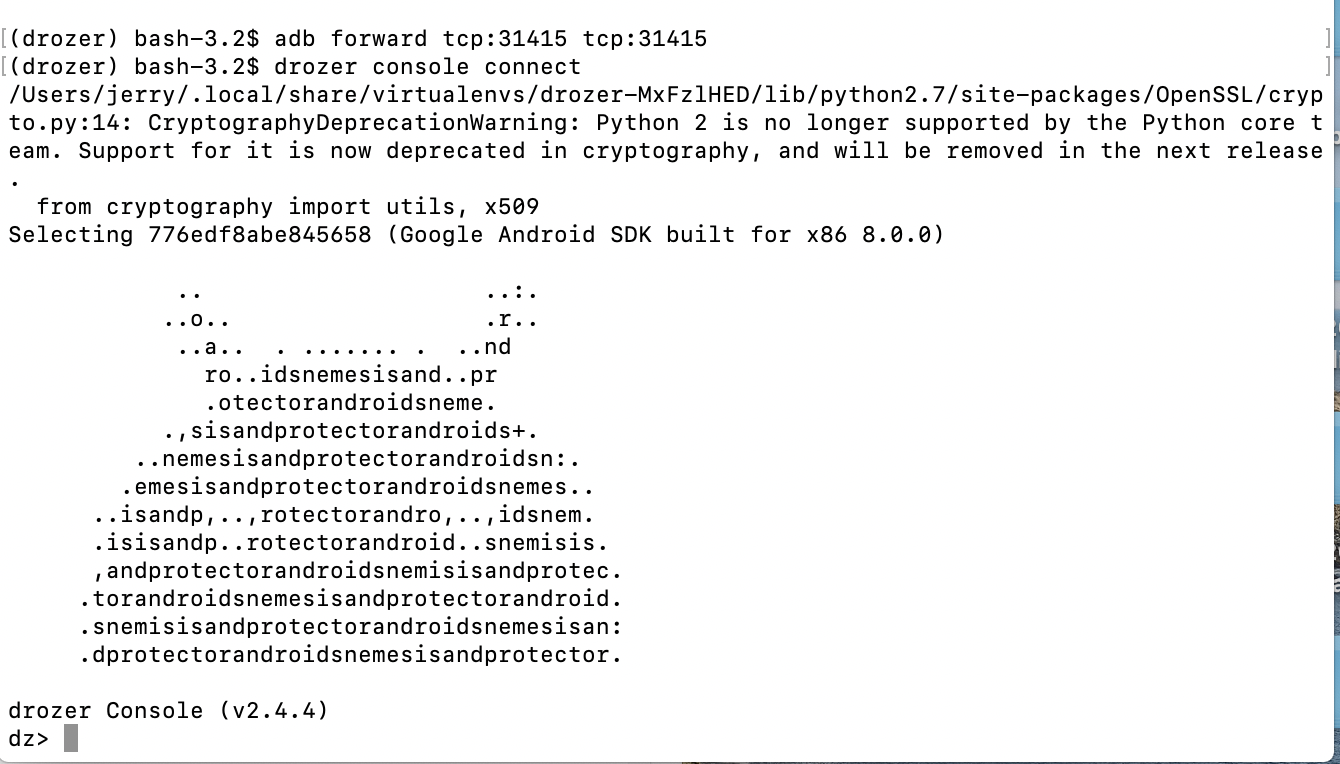 [(drozer) bash-3.2$ adb forward tcp:31415 tcp:31415 ]
[(drozer) bash-3.2$ drozer console connect ]
/Users/jerry/.local/share/virtualenvs/drozer-MxFzlHED/lib/python2.7/site-packages/OpenSSL/cryp
to.py:14: CryptographyDeprecationWarning: Python 2 is no longer supported by the Python core t
eam. Support for it is now deprecated in cryptography, and will be removed in the next release
.
  from cryptography import utils, x509
Selecting 776edf8abe845658 (Google Android SDK built for x86 8.0.0)

            ..                    ..:.
           ..o..                  .r..
            ..a..  . ....... .  ..nd
              ro..idsnemesisand..pr
              .otectorandroidsneme.
           .,sisandprotectorandroids+.
         ..nemesisandprotectorandroidsn:.
        .emesisandprotectorandroidsnemes..
      ..isandp,..,rotectorandro,..,idsnem.
      .isisandp..rotectorandroid..snemisis.
      ,andprotectorandroidsnemisisandprotec.
     .torandroidsnemesisandprotectorandroid.
     .snemisisandprotectorandroidsnemesisan:
     .dprotectorandroidsnemesisandprotector.

drozer Console (v2.4.4)
dz>